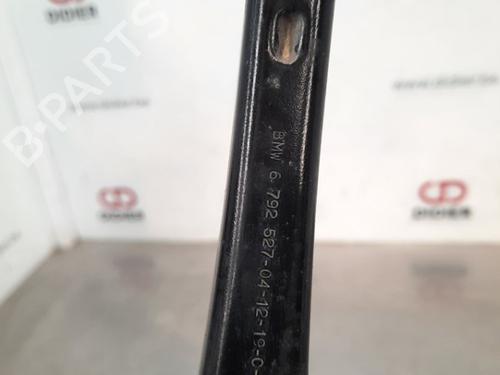 DIDIER
DIDIER
DIDIER
B-PARTS
BMW 6 792 527-04-12-19-0-